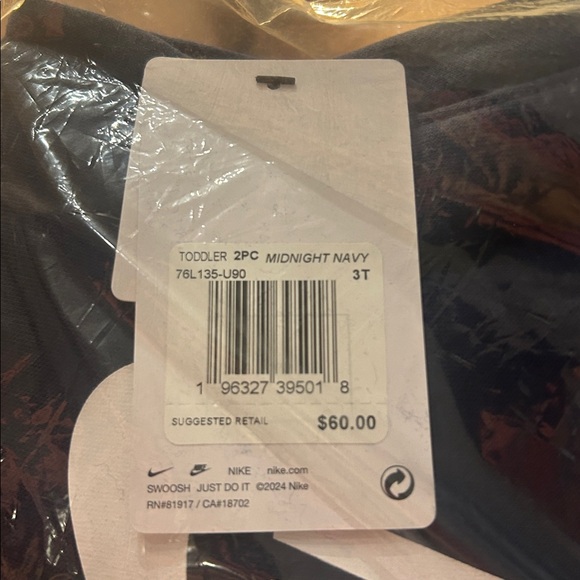 TODDLER 2PC MIDNIGHT NAVY
76L135-U90 3T
1 96327 39501 8
SUGGESTED RETAIL $60.00
NIKE nike.com
SWOOSH JUST DO IT ©2024 Nike
RN#81917 / CA#18702